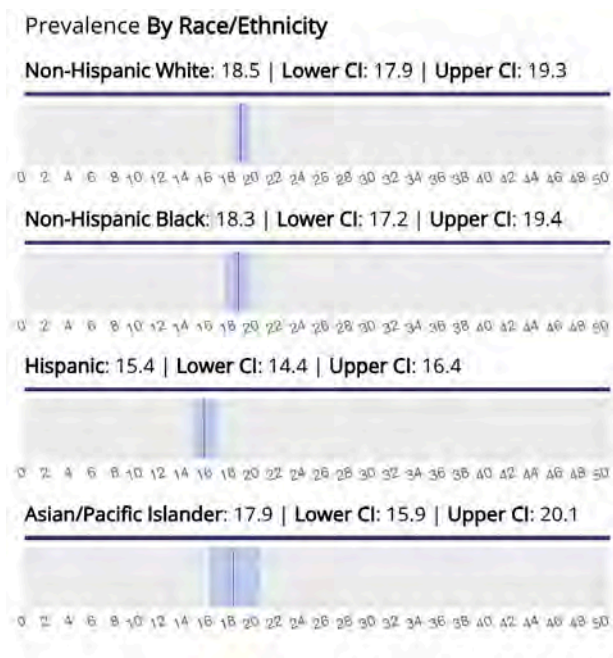 Prevalence By Race/Ethnicity
Non-Hispanic White: 18.5 | Lower CI: 17.9 | Upper CI: 19.3
0 2 4 6 8 10 12 14 16 18 20 22 24 26 28 30 32 34 36 38 40 42 44 46 48 50
Non-Hispanic Black: 18.3 | Lower CI: 17.2 | Upper CI: 19.4
0 2 4 6 8 10 12 14 16 18 20 22 24 26 28 30 32 34 36 38 40 42 44 46 48 50
Hispanic: 15.4 | Lower CI: 14.4 | Upper CI: 16.4
0 2 4 6 8 10 12 14 16 18 20 22 24 26 28 30 32 34 36 38 40 42 44 46 48 50
Asian/Pacific Islander: 17.9 | Lower CI: 15.9 | Upper CI: 20.1
0 2 4 6 8 10 12 14 16 18 20 22 24 26 28 30 32 34 36 38 40 42 44 46 48 50